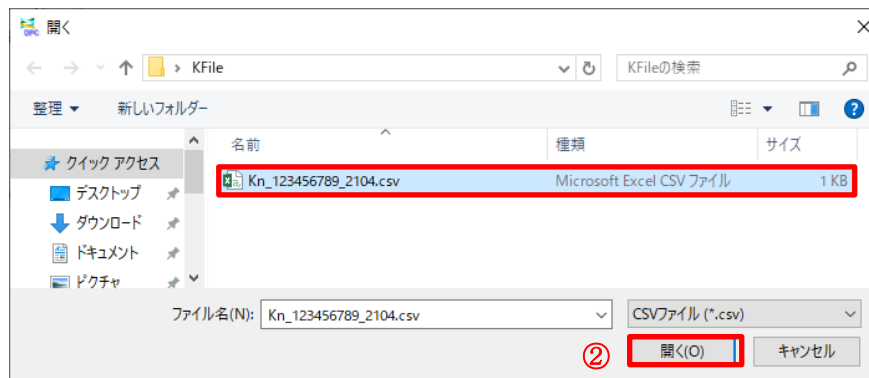 DPC 開く
KFile
KFileの検索
整理 新しいフォルダー
名前 種類 サイズ
クイック アクセス
Kn_123456789_2104.csv Microsoft Excel CSV ファイル 1 KB
デスクトップ
ダウンロード
ドキュメント
ピクチャ
ファイル名(N): Kn_123456789_2104.csv CSVファイル (*.csv)
② 開く(O) キャンセル